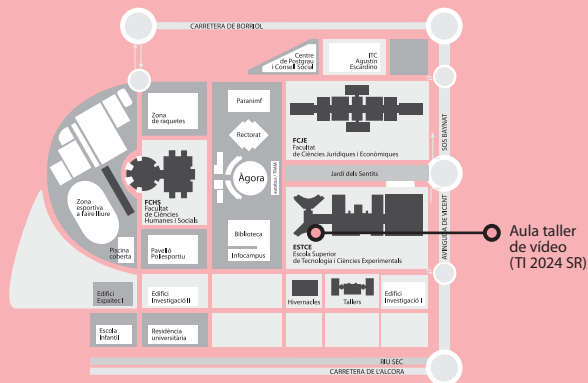 CARRETERA DE BORRIOL
Centre
de Postgrau
i Consell Social
ITC
Agustín
Escardino
Zona
de raquetes
Paranimf
Rectorat
Àgora
autobús / TRAM
FCJE
Facultat
de Ciències Jurídiques i Econòmiques
SOS BAYNAT
AVINGUDA DE VICENT
Jardí dels Sentits
FCHS
Facultat
de Ciències
Humanes i Socials
Zona
esportiva
a l'aire lliure
Piscina
coberta
Pavelló
Poliesportiu
Biblioteca
Infocampus
ESTCE
Escola Superior
de Tecnologia i Ciències Experimentals
Aula taller
de vídeo
(TI 2024 SR)
Edifici
Espaitec II
Edifici
Investigació II
Hivernacles
Tallers
Edifici
Investigació I
Escola
Infantil
Residència
universitària
RIU SEC
CARRETERA DE L'ALCORA